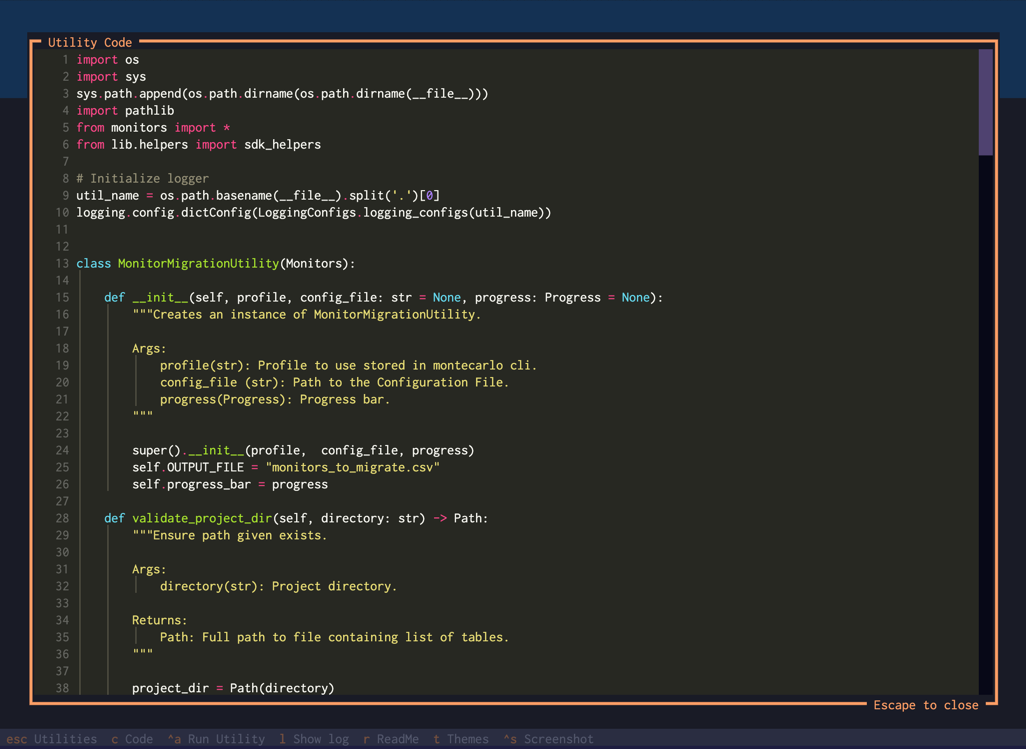 Utility Code
1 import os
2 import sys
3 sys.path.append(os.path.dirname(os.path.dirname(__file__)))
4 import pathlib
5 from monitors import *
6 from lib.helpers import sdk_helpers
7
8 # Initialize logger
9 util_name = os.path.basename(__file__).split('.')[0]
10 logging.config.dictConfig(LoggingConfigs.logging_configs(util_name))
11
12
13 class MonitorMigrationUtility(Monitors):
14
15     def __init__(self, profile, config_file: str = None, progress: Progress = None):
16         """Creates an instance of MonitorMigrationUtility.
17
18         Args:
19             profile(str): Profile to use stored in montecarlo cli.
20             config_file (str): Path to the Configuration File.
21             progress(Progress): Progress bar.
22         """
23
24         super().__init__(profile,  config_file, progress)
25         self.OUTPUT_FILE = "monitors_to_migrate.csv"
26         self.progress_bar = progress
27
28     def validate_project_dir(self, directory: str) -> Path:
29         """Ensure path given exists.
30
31         Args:
32             directory(str): Project directory.
33
34         Returns:
35             Path: Full path to file containing list of tables.
36         """
37
38         project_dir = Path(directory)
Escape to close
esc Utilities  c Code  ^a Run Utility  l Show log  r ReadMe  t Themes  ^s Screenshot